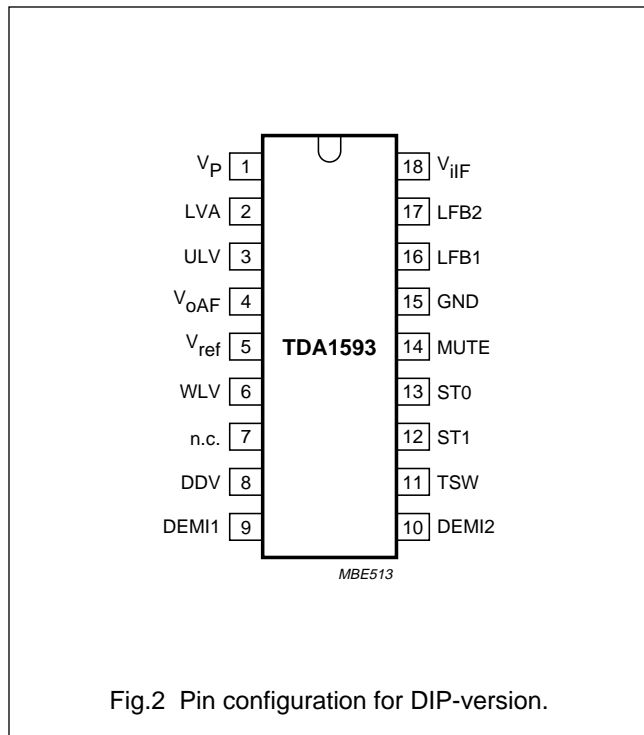 V_P 1 18 V_iIF
LVA 2 17 LFB2
ULV 3 16 LFB1
V_oAF 4 15 GND
V_ref 5 TDA1593 14 MUTE
WLV 6 13 ST0
n.c. 7 12 ST1
DDV 8 11 TSW
DEMI1 9 10 DEMI2
MBE513
Fig.2 Pin configuration for DIP-version.